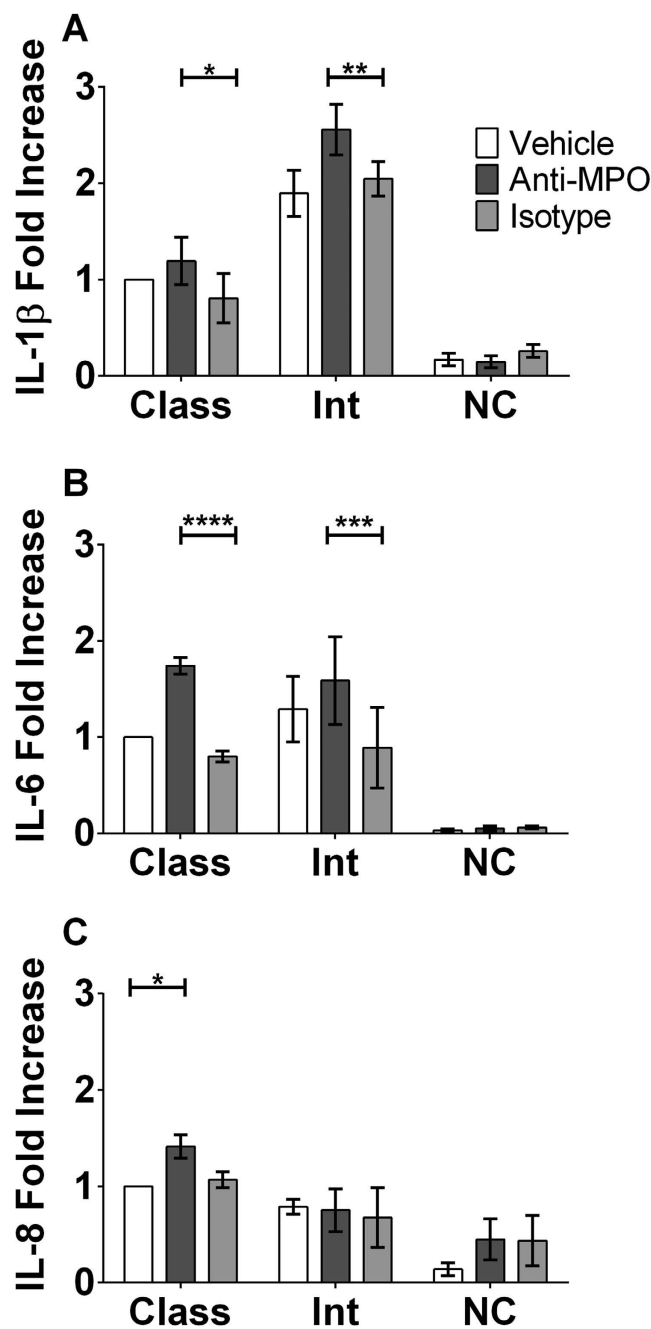 A
IL-1β Fold Increase
3
2
1
0
* **
Vehicle
Anti-MPO
Isotype
Class Int NC
B
IL-6 Fold Increase
3
2
1
0
**** ***
Class Int NC
C
IL-8 Fold Increase
3
2
1
0
*
Class Int NC